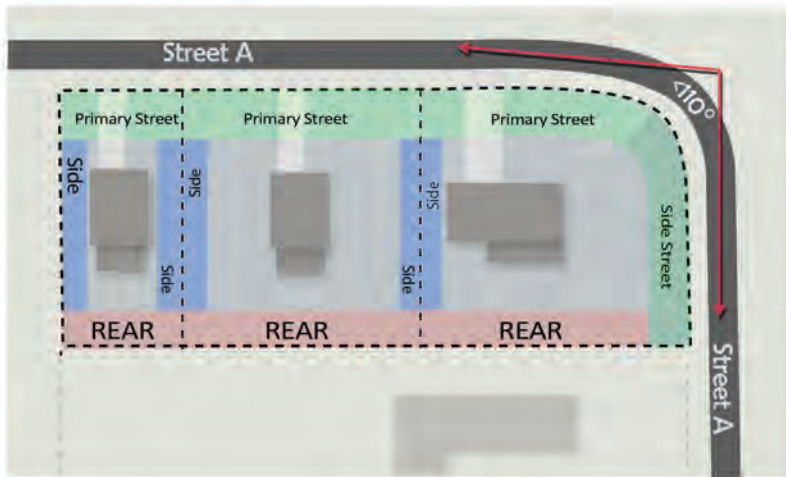 Street A
<110°
Primary Street
Primary Street
Primary Street
Side
Side
Side
Side
Side
Side Street
REAR
REAR
REAR
Street A